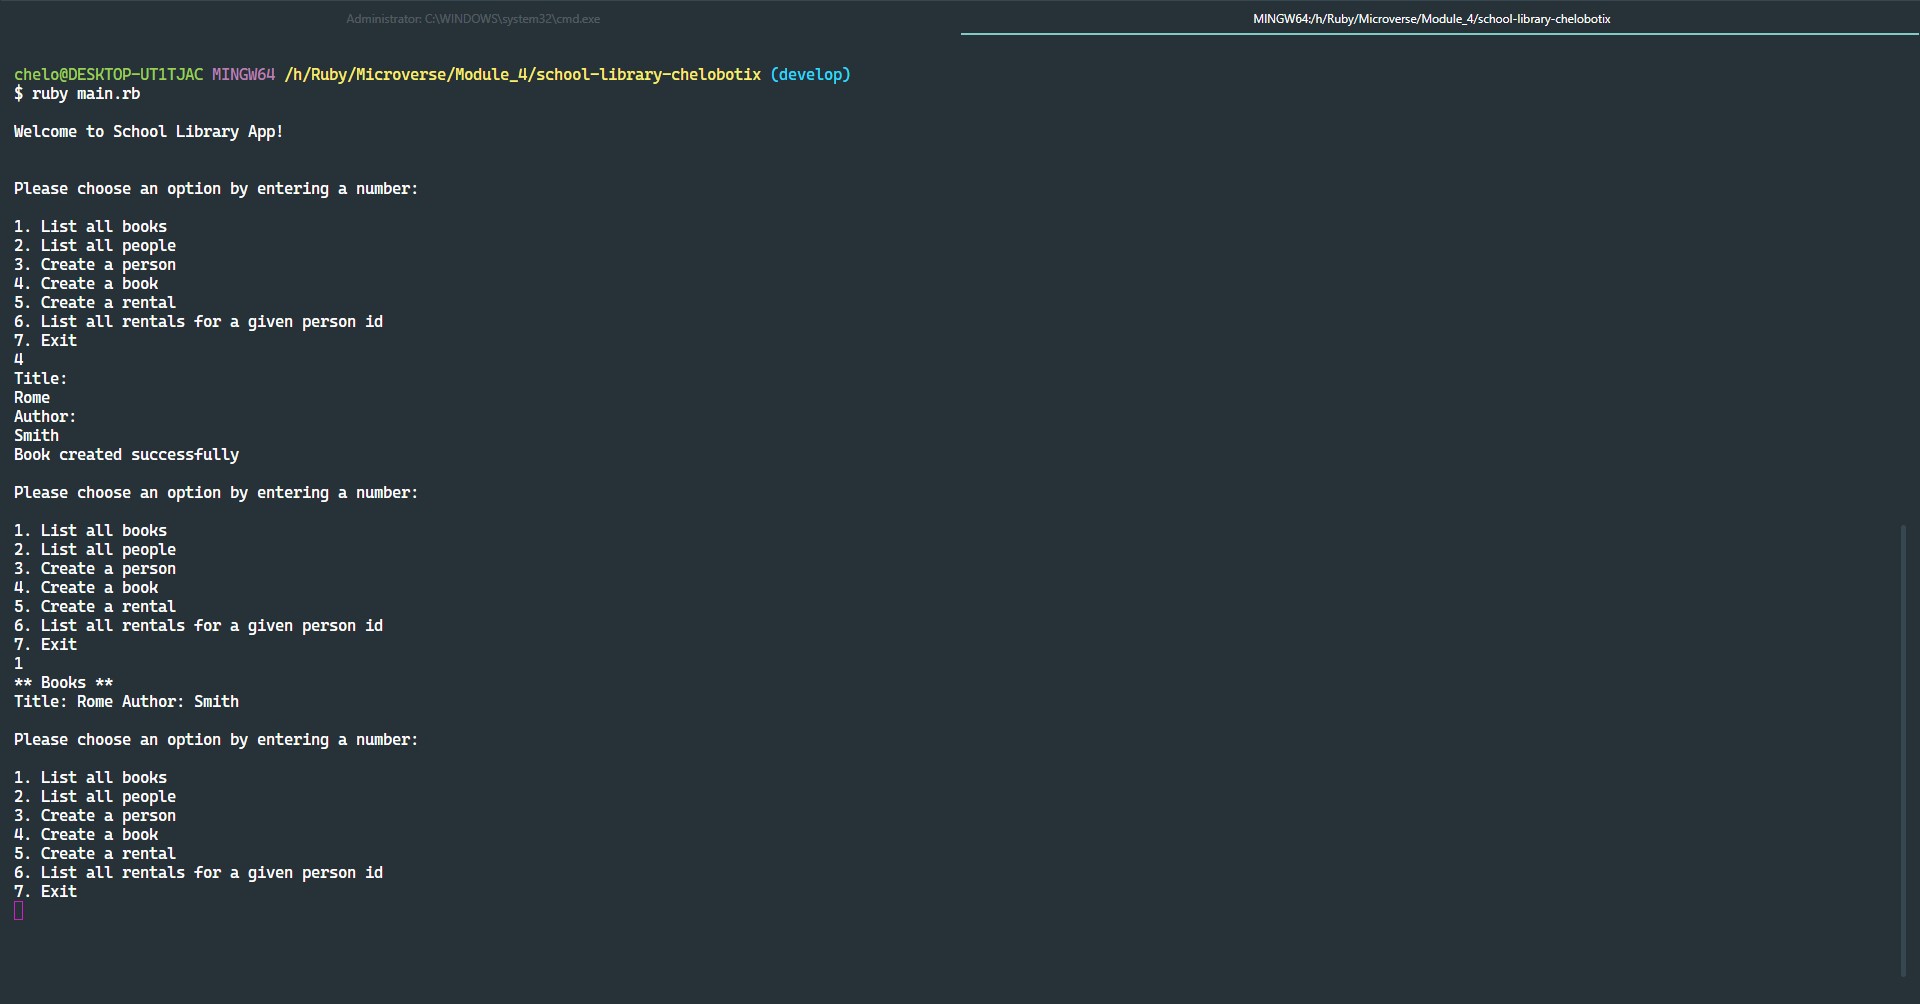 Administrator: C:\WINDOWS\system32\cmd.exe
MINGW64:/h/Ruby/Microverse/Module_4/school-library-chelobotix
chelo@DESKTOP-UT1TJAC MINGW64 /h/Ruby/Microverse/Module_4/school-library-chelobotix (develop)
$ ruby main.rb
Welcome to School Library App!
Please choose an option by entering a number:
1. List all books
2. List all people
3. Create a person
4. Create a book
5. Create a rental
6. List all rentals for a given person id
7. Exit
4
Title:
Rome
Author:
Smith
Book created successfully
Please choose an option by entering a number:
1. List all books
2. List all people
3. Create a person
4. Create a book
5. Create a rental
6. List all rentals for a given person id
7. Exit
1
** Books **
Title: Rome Author: Smith
Please choose an option by entering a number:
1. List all books
2. List all people
3. Create a person
4. Create a book
5. Create a rental
6. List all rentals for a given person id
7. Exit